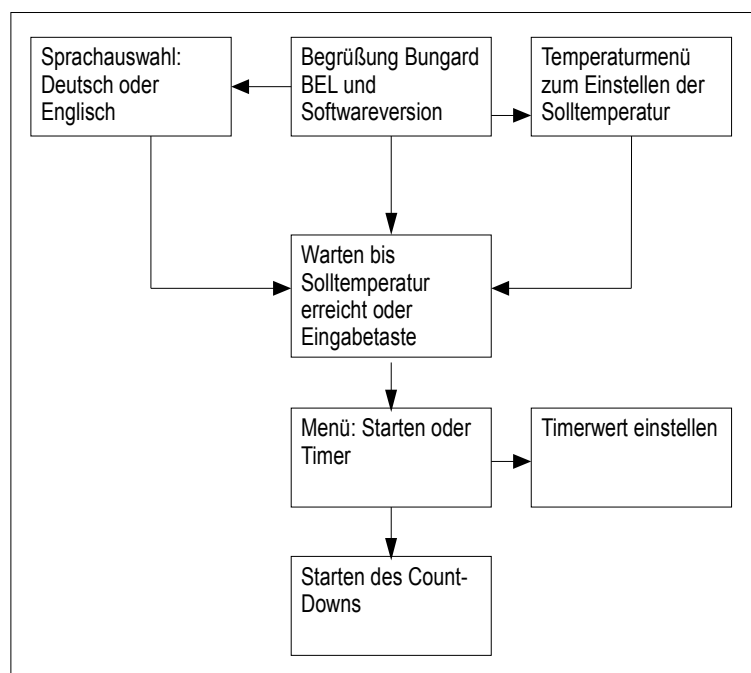 Sprachauswahl:
Deutsch oder
Englisch
Begrüßung Bungard
BEL und
Softwareversion
Temperaturmenü
zum Einstellen der
Solltemperatur
Warten bis
Solltemperatur
erreicht oder
Eingabetaste
Menü: Starten oder
Timer
Timerwert einstellen
Starten des Count-
Downs